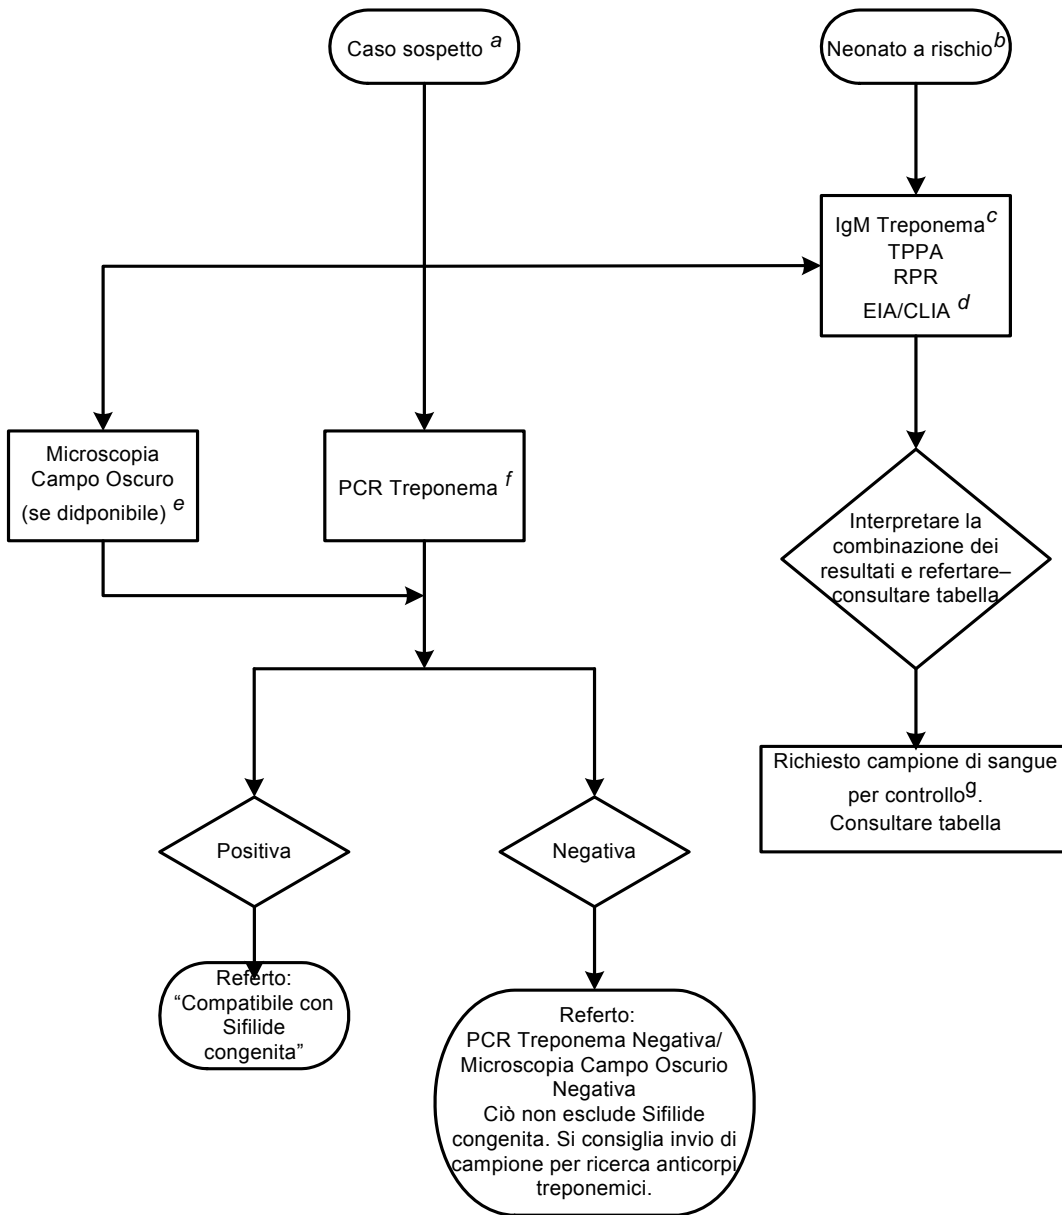 Caso sospetto a
Neonato a rischio b
IgM Treponema c
TPPA
RPR
EIA/CLIA d
Microscopia
Campo Oscuro
(se didponibile) e
PCR Treponema f
Interpretare la
combinazione dei
resultati e refertare–
consultare tabella
Richiesto campione di sangue
per controllo g.
Consultare tabella
Positiva
Negativa
Referto:
“Compatibile con
Sifilide
congenita”
Referto:
PCR Treponema Negativa/
Microscopia Campo Oscurio
Negativa
Ciò non esclude Sifilide
congenita. Si consiglia invio di
campione per ricerca anticorpi
treponemici.